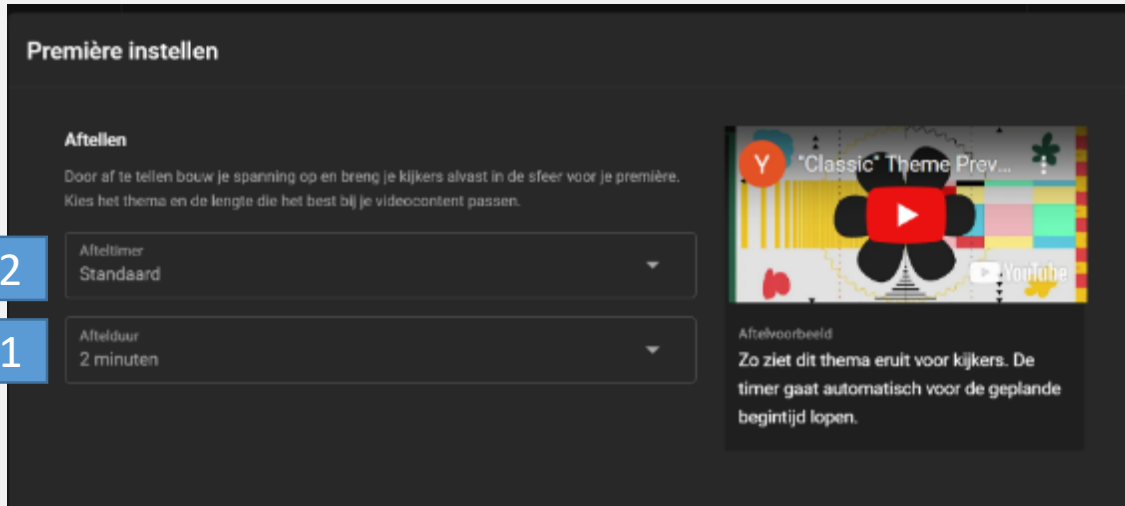 Première instellen
Aftellen
Door af te tellen bouw je spanning op en breng je kijkers alvast in de sfeer voor je première.
Kies het thema en de lengte die het best bij je videocontent passen.
2
Afteltimer
Standaard
1
Aftelduur
2 minuten
Y
"Classic" Theme Prev...
YouTube
Aftelvoorbeeld
Zo ziet dit thema eruit voor kijkers. De
timer gaat automatisch voor de geplande
begintijd lopen.